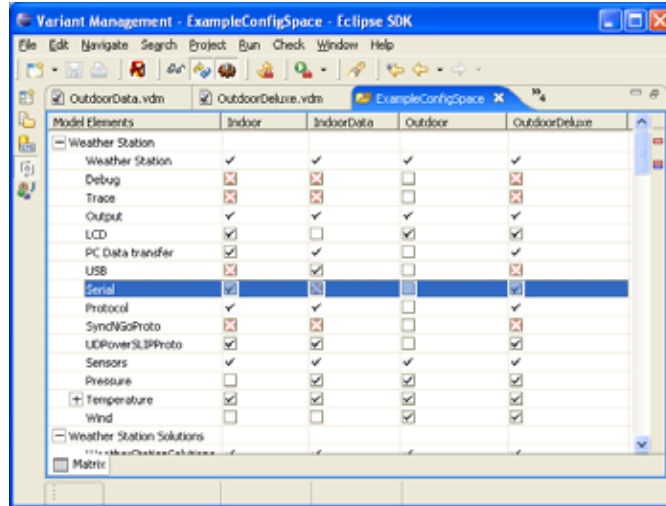 Variant Management - ExampleConfigSpace - Eclipse SDK
File Edit Navigate Search Project Run Check Window Help
OutdoorData.vdm OutdoorDeluxe.vdm ExampleConfigSpace
Model Elements Indoor IndoorData Outdoor OutdoorDeluxe
Weather Station
Weather Station
Debug
Trace
Output
LCD
PC Data transfer
USB
Serial
Protocol
SyncNGoProto
UDPoverSLIPProto
Sensors
Pressure
Temperature
Wind
Weather Station Solutions
Matrix